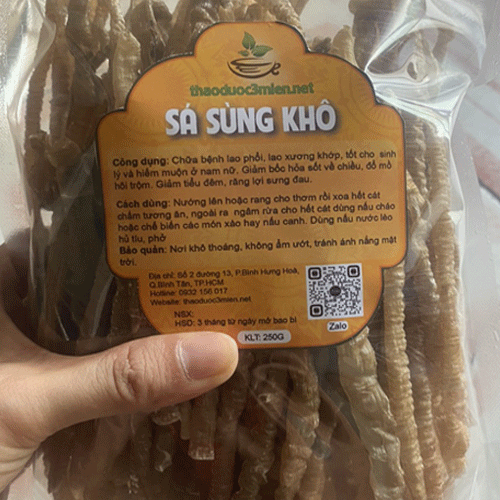 thaoduoc3mien.net
SÁ SÙNG KHÔ
Công dụng: Chữa bệnh lao phổi, lao xương khớp, tốt cho sinh
lý và hiếm muộn ở nam nữ. Giảm bốc hỏa sốt về chiều, đổ mồ
hôi trộm. Giảm tiểu đêm, răng lợi sưng đau.
Cách dùng: Nướng lên hoặc rang cho thơm rồi xoa hết cát
chấm tương ăn, ngoài ra ngâm rửa cho hết cát dùng nấu cháo
hoặc chế biến các món xào hay nấu canh. Dùng nấu nước lèo
hủ tiu, phở
Bảo quản: Nơi khô thoáng, không ẩm ướt, tránh ánh nắng mặt
trời.
Địa chỉ: Số 2 đường 13, P.Bình Hưng Hoà,
Q.Bình Tân, TP.HCM
Hotline: 0932 156 017
Website: thaoduoc3mien.net
NSX:
HSD: 3 tháng từ ngày mở bao bì
Zalo
KLT: 250G